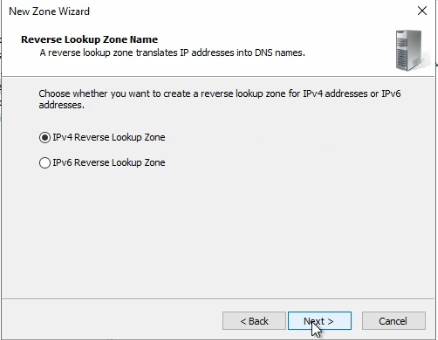 New Zone Wizard
Reverse Lookup Zone Name
A reverse lookup zone translates IP addresses into DNS names.
Choose whether you want to create a reverse lookup zone for IPv4 addresses or IPv6
addresses.
IPv4 Reverse Lookup Zone
IPv6 Reverse Lookup Zone
< Back
Next >
Cancel